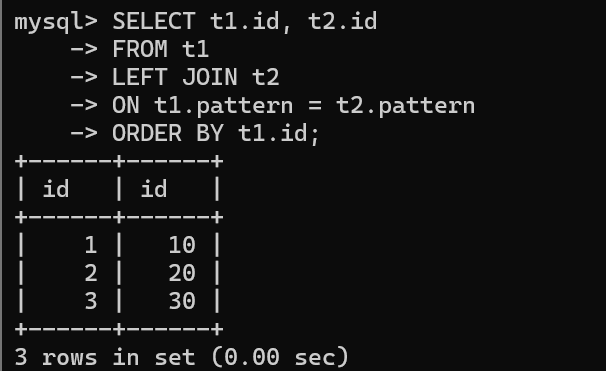 mysql> SELECT t1.id, t2.id
    -> FROM t1
    -> LEFT JOIN t2
    -> ON t1.pattern = t2.pattern
    -> ORDER BY t1.id;
+------+------+
| id   | id   |
+------+------+
|    1 |   10 |
|    2 |   20 |
|    3 |   30 |
+------+------+
3 rows in set (0.00 sec)